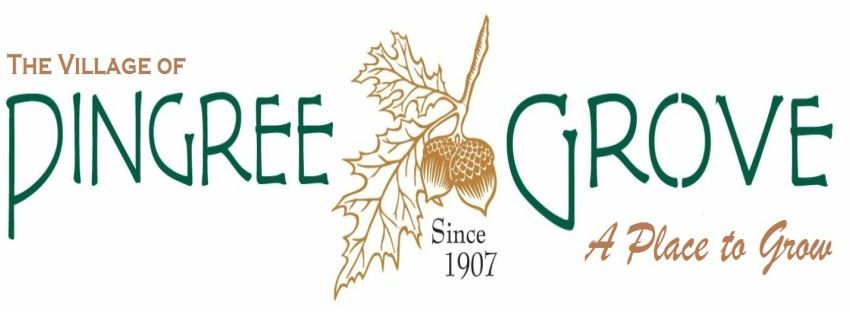 The Village of
Pingree Grove
Since
1907
A Place to Grow